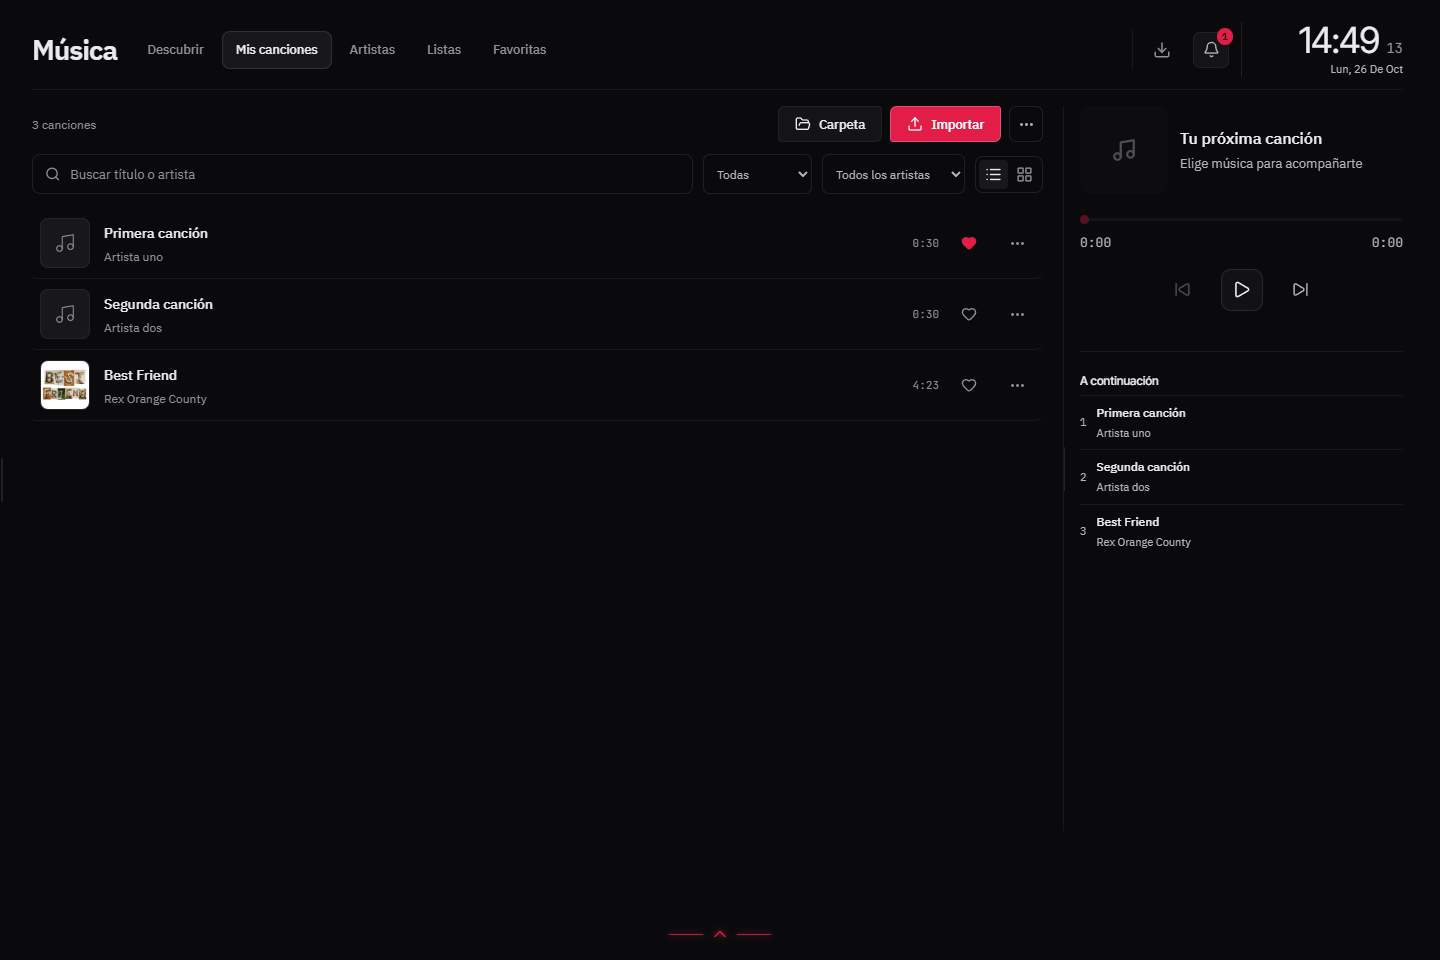 Música
Descubrir
Mis canciones
Artistas
Listas
Favoritas
1
14:49 13
Lun, 26 De Oct
3 canciones
Carpeta
Importar
Buscar título o artista
Todas
Todos los artistas
Primera canción
Artista uno
0:30
Segunda canción
Artista dos
0:30
BEST
FRIEND
Best Friend
Rex Orange County
4:23
Tu próxima canción
Elige música para acompañarte
0:00
0:00
A continuación
1
Primera canción
Artista uno
2
Segunda canción
Artista dos
3
Best Friend
Rex Orange County